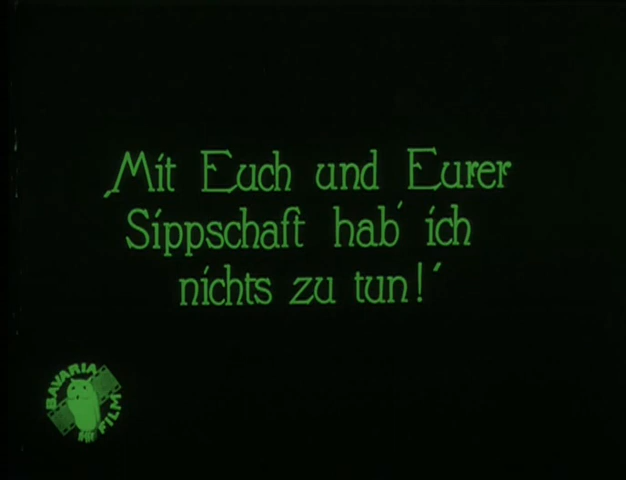 „Mit Euch und Eurer
Sippschaft hab' ich
nichts zu tun!“
BAVARIA
FILM